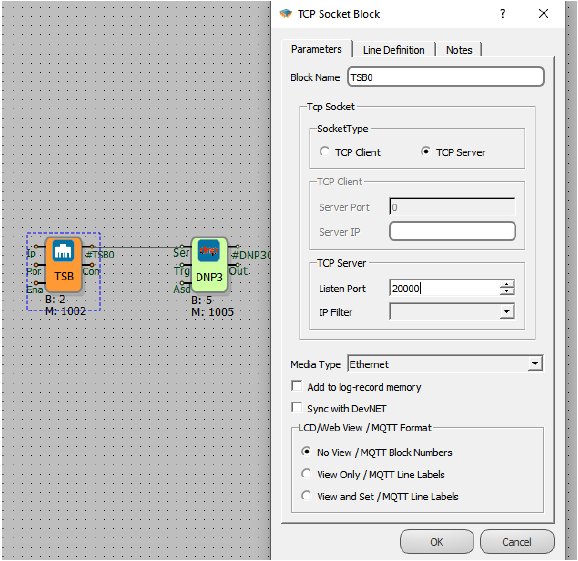 TCP Socket Block
?
Parameters
Line Definition
Notes
Block Name
TSB0
Tcp Socket
SocketType
TCP Client
TCP Server
TCP Client
Server Port
0
Server IP
TCP Server
Listen Port
20000
IP Filter
Media Type
Ethernet
Add to log-record memory
Sync with DevNET
LCD/Web View / MQTT Format
No View / MQTT Block Numbers
View Only / MQTT Line Labels
View and Set / MQTT Line Labels
OK
Cancel
Ip
#TSB0
Por
Con
Ena
TSB
B: 2
M: 1002
Ser
#DNP30
Trg
Out
Asd
DNP3
B: 5
M: 1005